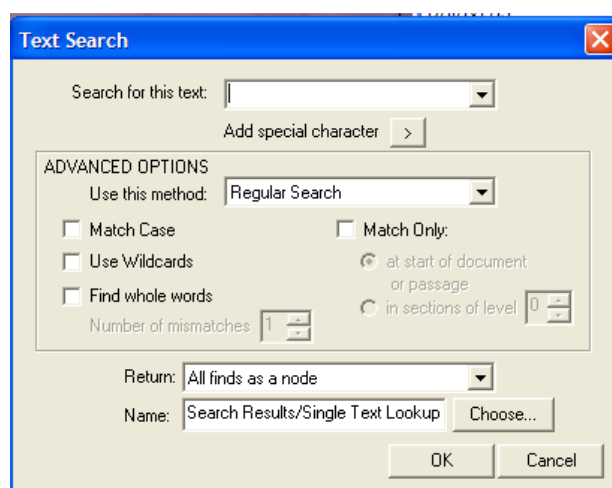 Text Search
Search for this text:
Add special character >
ADVANCED OPTIONS
Use this method: Regular Search
Match Case
Match Only:
Use Wildcards
at start of document
or passage
Find whole words
in sections of level 0
Number of mismatches 1
Return: All finds as a node
Name: Search Results/Single Text Lookup Choose...
OK Cancel